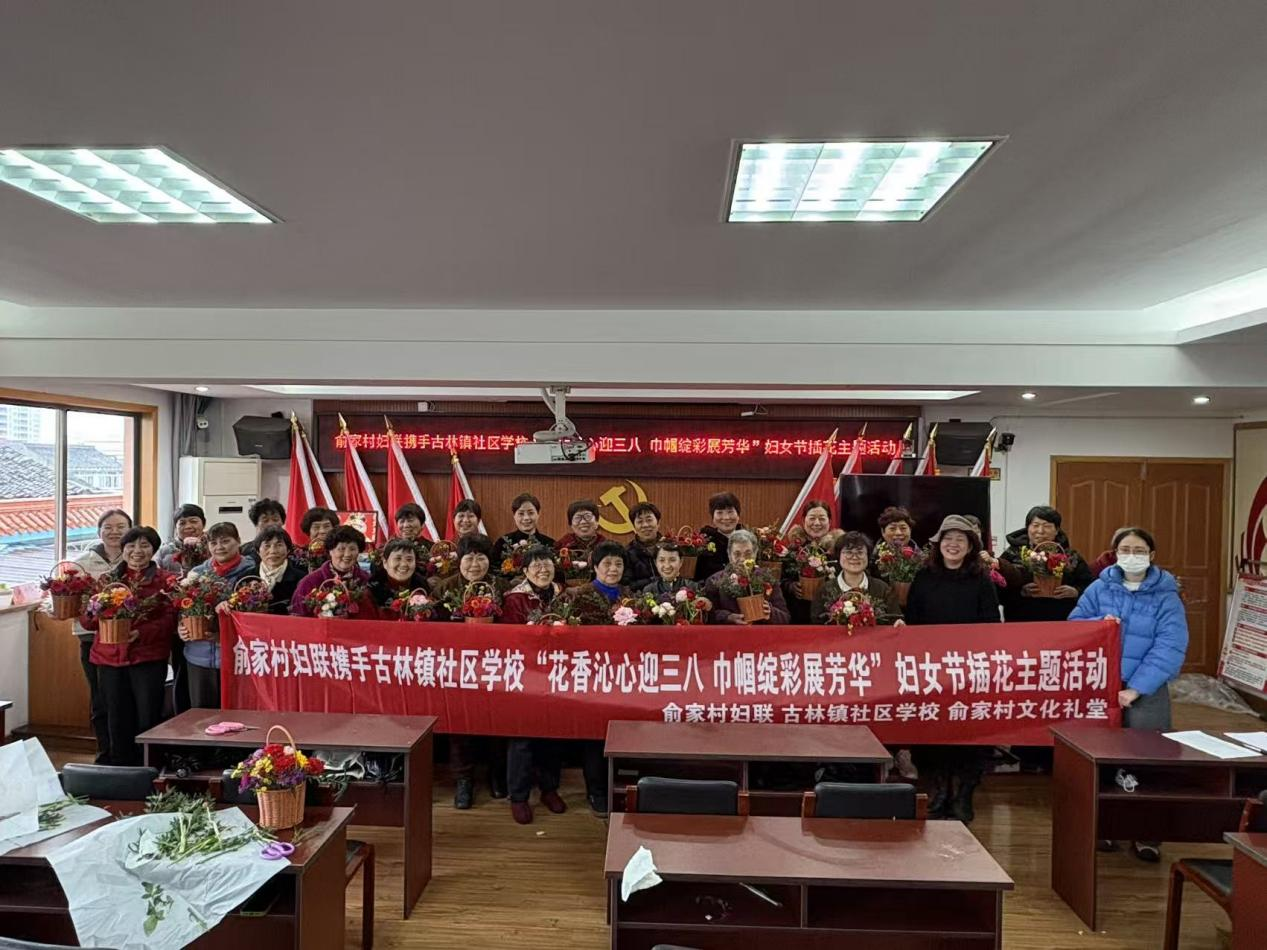 俞家村妇联携手古林镇社区学校 心迎三八 巾帼绽彩展芳华”妇女节插花主题活动
俞家村妇联携手古林镇社区学校“花香沁心迎三八 巾帼绽彩展芳华”妇女节插花主题活动
俞家村妇联 古林镇社区学校 俞家村文化礼堂